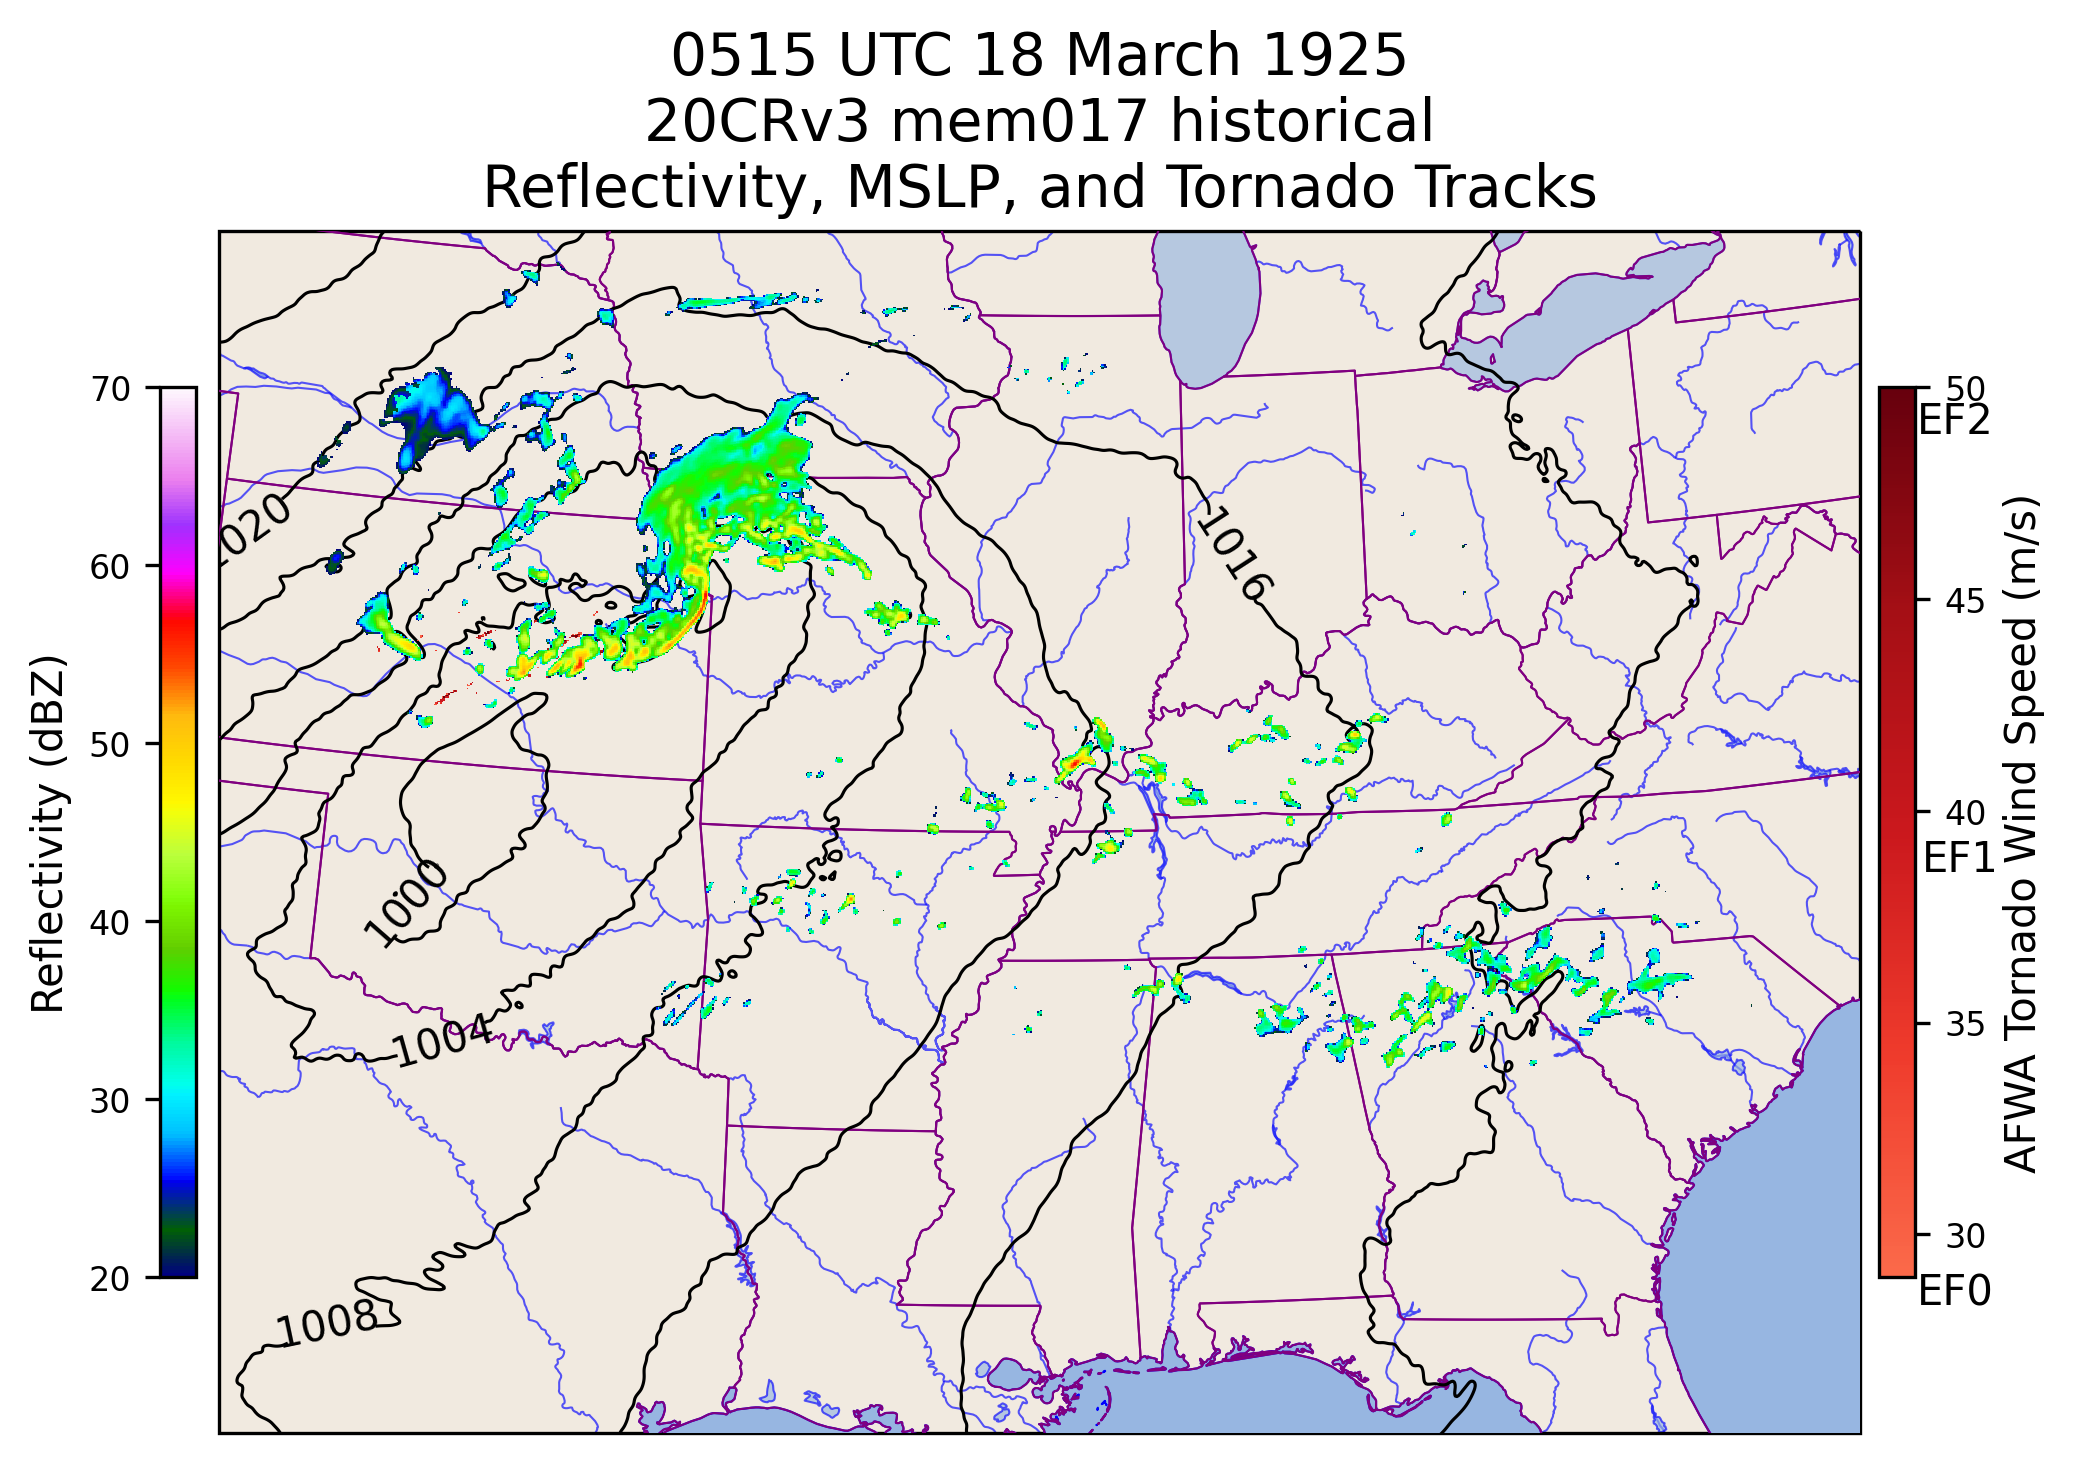 0515 UTC 18 March 1925
20CRv3 mem017 historical
Reflectivity, MSLP, and Tornado Tracks
70
60
50
40
30
20
Reflectivity (dBZ)
1016
1000
1004
1008
50
EF2
45
40
EF1
35
30
EF0
AFWA Tornado Wind Speed (m/s)